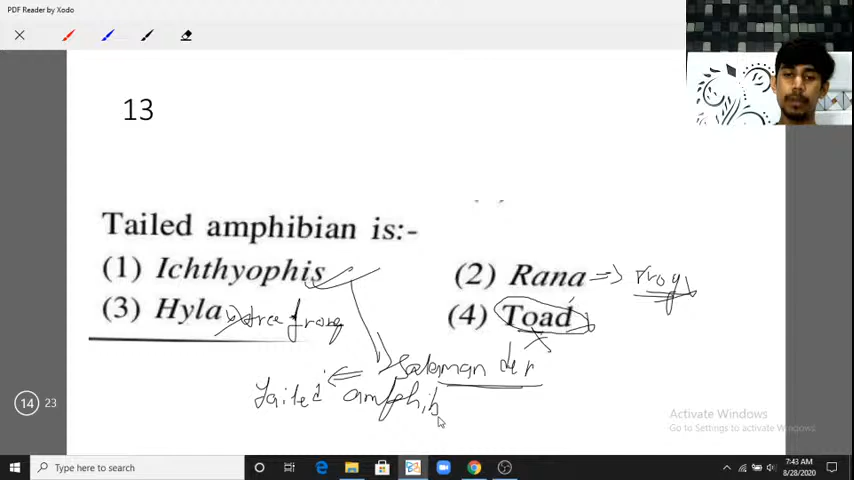 PDF Reader by Xodo
13
Tailed amphibian is:-
(1) Ichthyophis
(2) Rana => frog
(3) Hyla tree frog
(4) Toad
Salaman der
Tailed amphib
14 23
Activate Windows
Go to Settings to activate Windows.
Type here to search
7:43 AM
8/28/2020